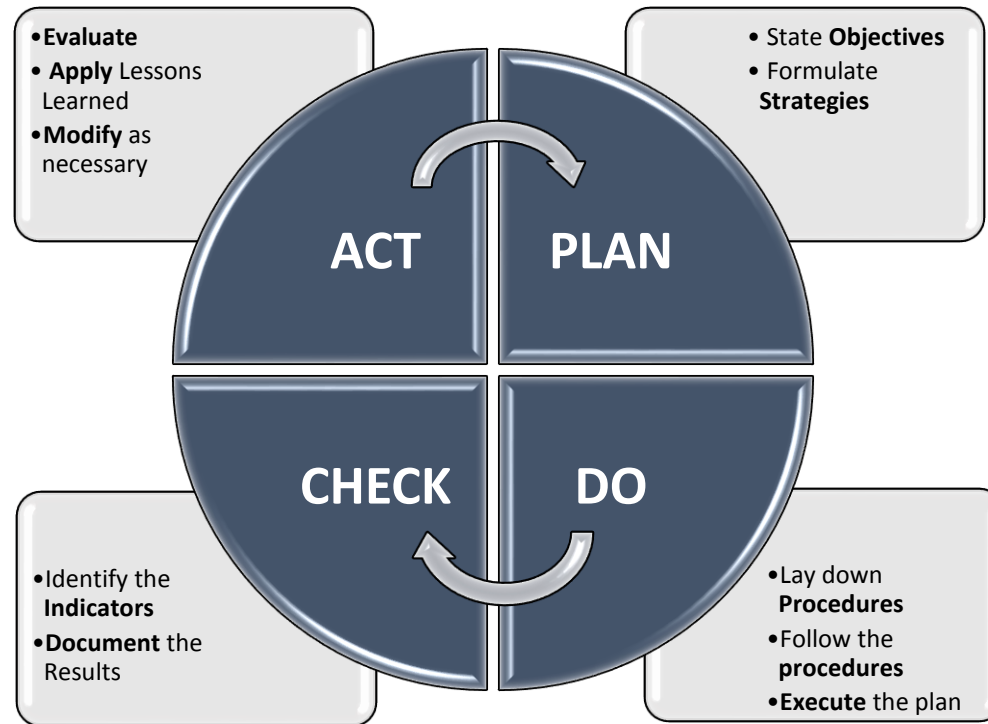 •Evaluate
• Apply Lessons
Learned
•Modify as
necessary
• State Objectives
• Formulate
Strategies
ACT
PLAN
CHECK
DO
•Identify the
Indicators
•Document the
Results
•Lay down
Procedures
•Follow the
procedures
•Execute the plan